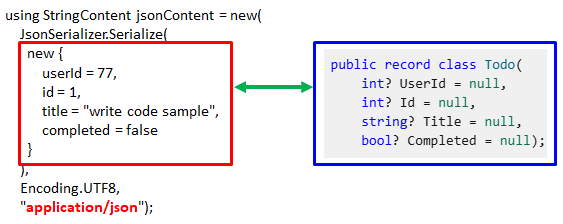 using StringContent jsonContent = new(
JsonSerializer.Serialize(
new {
userId = 77,
id = 1,
title = "write code sample",
completed = false
}
),
Encoding.UTF8,
"application/json");
public record class Todo(
int? UserId = null,
int? Id = null,
string? Title = null,
bool? Completed = null);